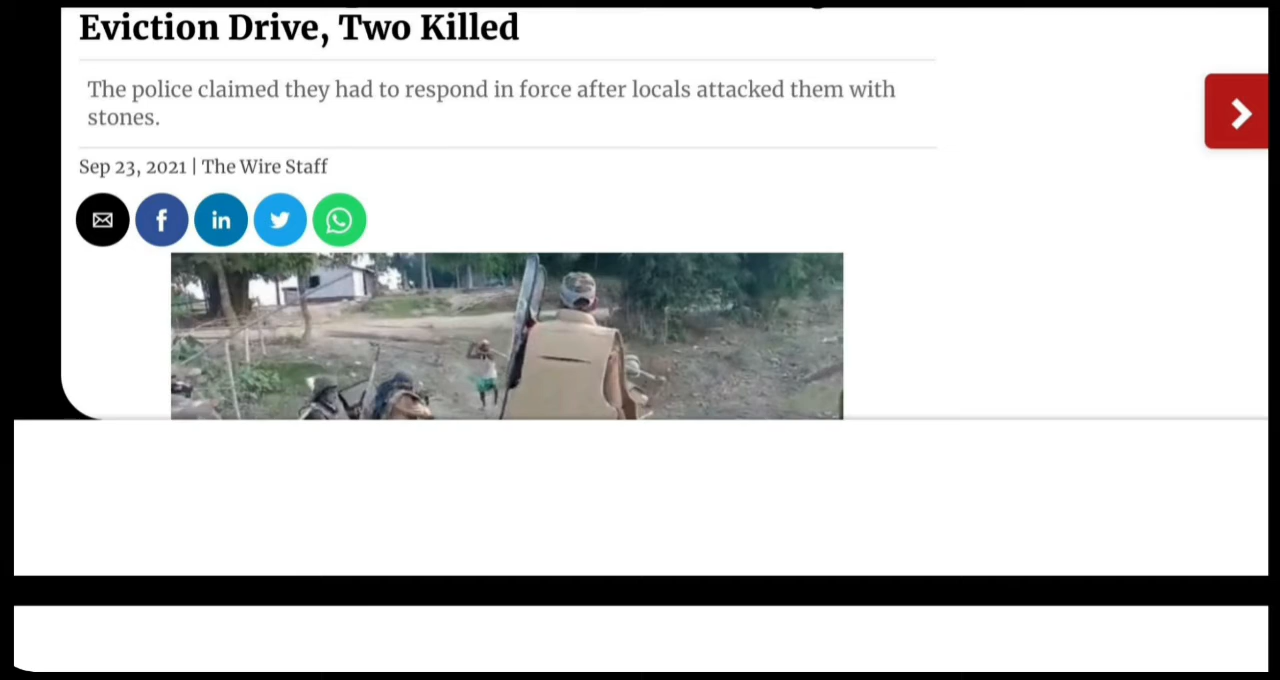 Eviction Drive, Two Killed
The police claimed they had to respond in force after locals attacked them with
stones.
Sep 23, 2021 | The Wire Staff
f
in